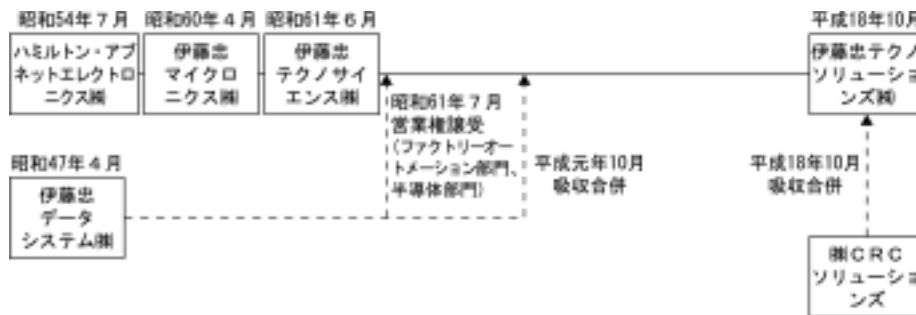 昭和54年７月
昭和60年４月
昭和61年６月
平成18年10月
ハミルトン・アブ
ネットエレクトロ
ニクス㈱
伊藤忠
マイクロ
ニクス㈱
伊藤忠
テクノサイ
エンス㈱
伊藤忠テクノ
ソリューショ
ンズ㈱
昭和61年７月
営業権譲受
(ファクトリーオー
トメーション部門、
半導体部門)
平成元年10月
吸収合併
平成18年10月
吸収合併
昭和47年４月
伊藤忠
データ
システム㈱
㈱ＣＲＣ
ソリューショ
ンズ